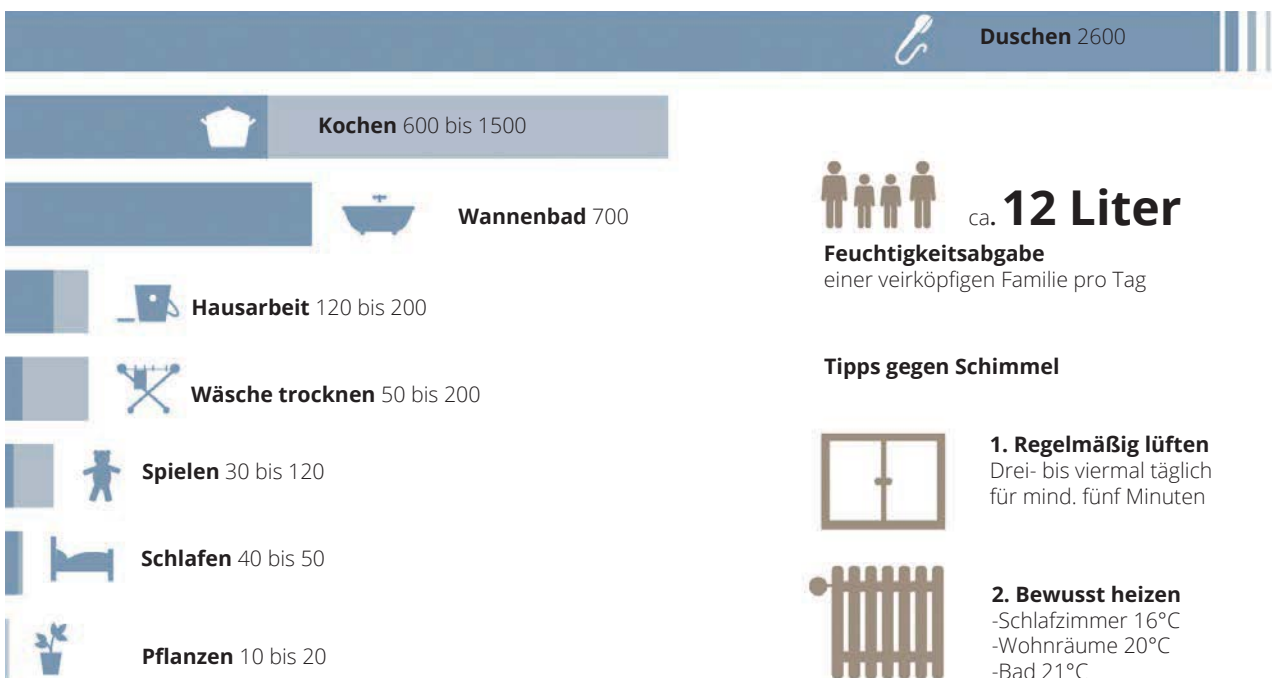 Duschen 2600
Kochen 600 bis 1500
Wannenbad 700
Hausarbeit 120 bis 200
Wäsche trocknen 50 bis 200
Spielen 30 bis 120
Schlafen 40 bis 50
Pflanzen 10 bis 20
ca. 12 Liter
Feuchtigkeitsabgabe
einer veirköpfigen Familie pro Tag
Tipps gegen Schimmel
1. Regelmäßig lüften
Drei- bis viermal täglich
für mind. fünf Minuten
2. Bewusst heizen
-Schlafzimmer 16°C
-Wohnräume 20°C
-Bad 21°C